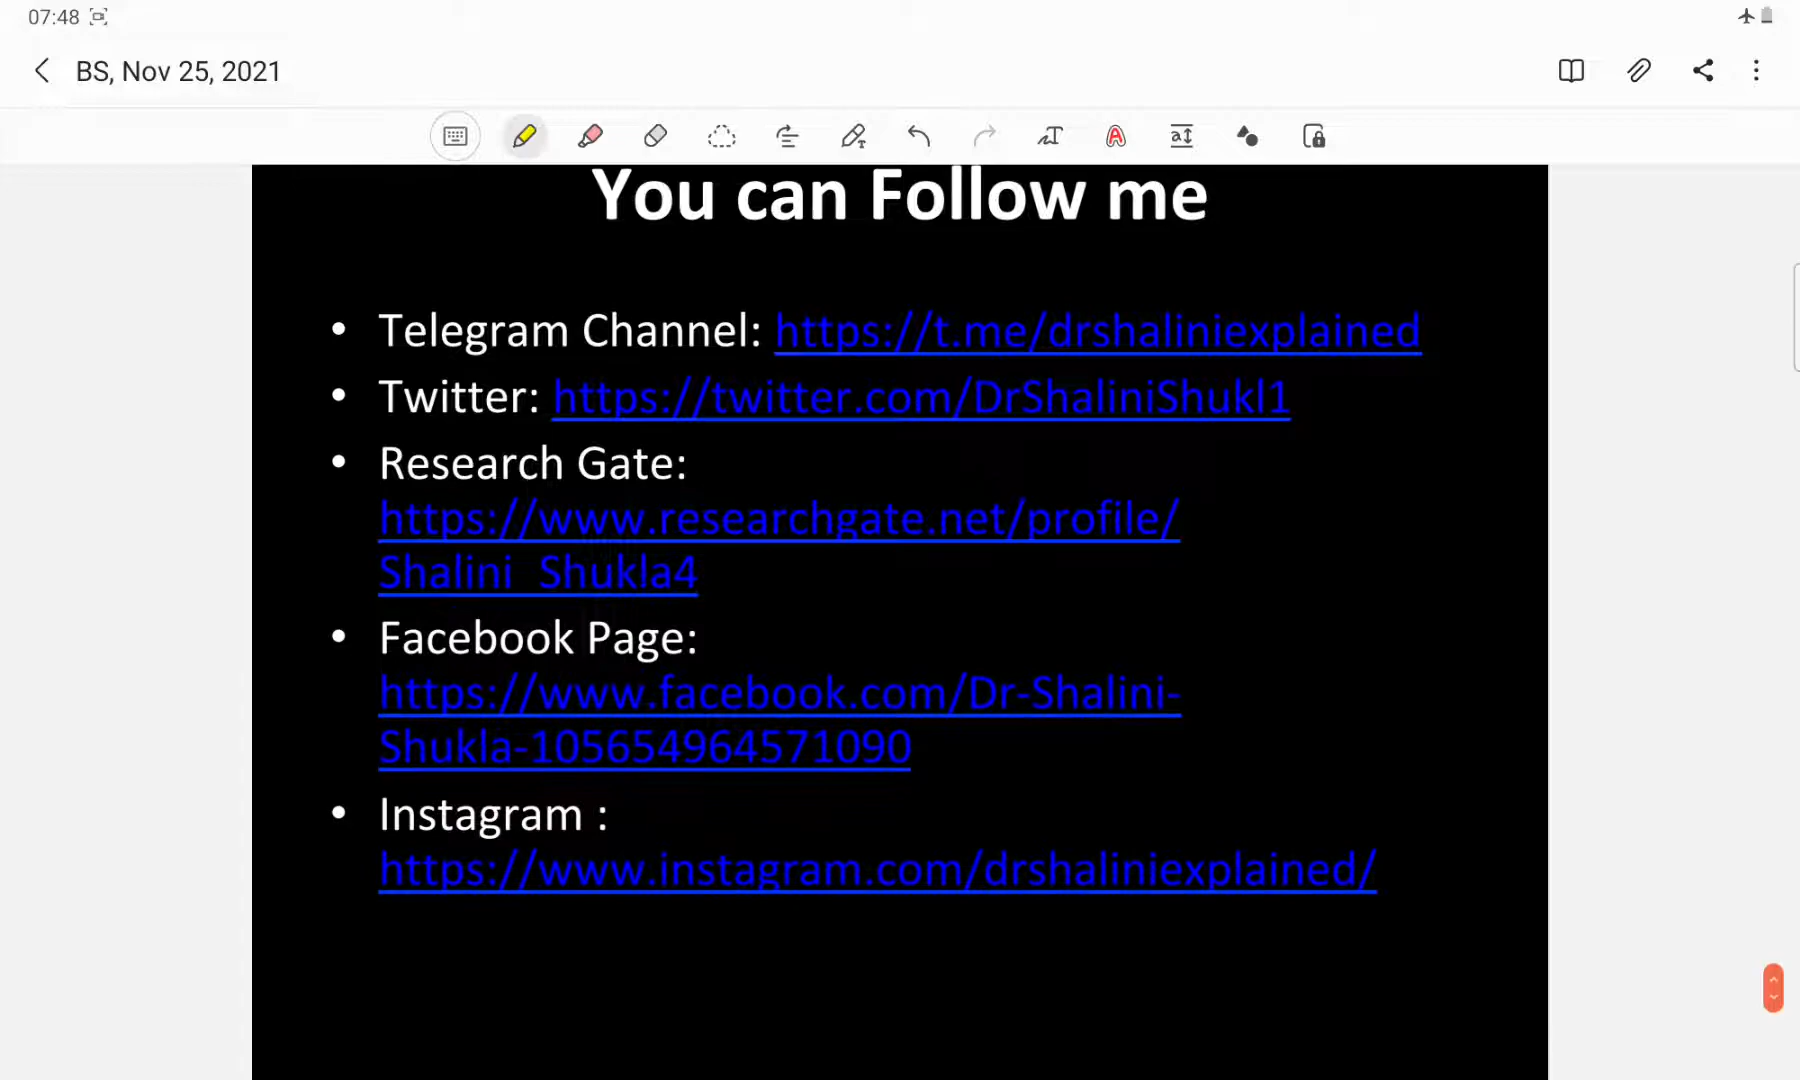 07:48
BS, Nov 25, 2021
You can Follow me
• Telegram Channel: https://t.me/drshaliniexplained
• Twitter: https://twitter.com/DrShaliniShukl1
• Research Gate:
https://www.researchgate.net/profile/
Shalini_Shukla4
• Facebook Page:
https://www.facebook.com/Dr-Shalini-
Shukla-105654964571090
• Instagram :
https://www.instagram.com/drshaliniexplained/